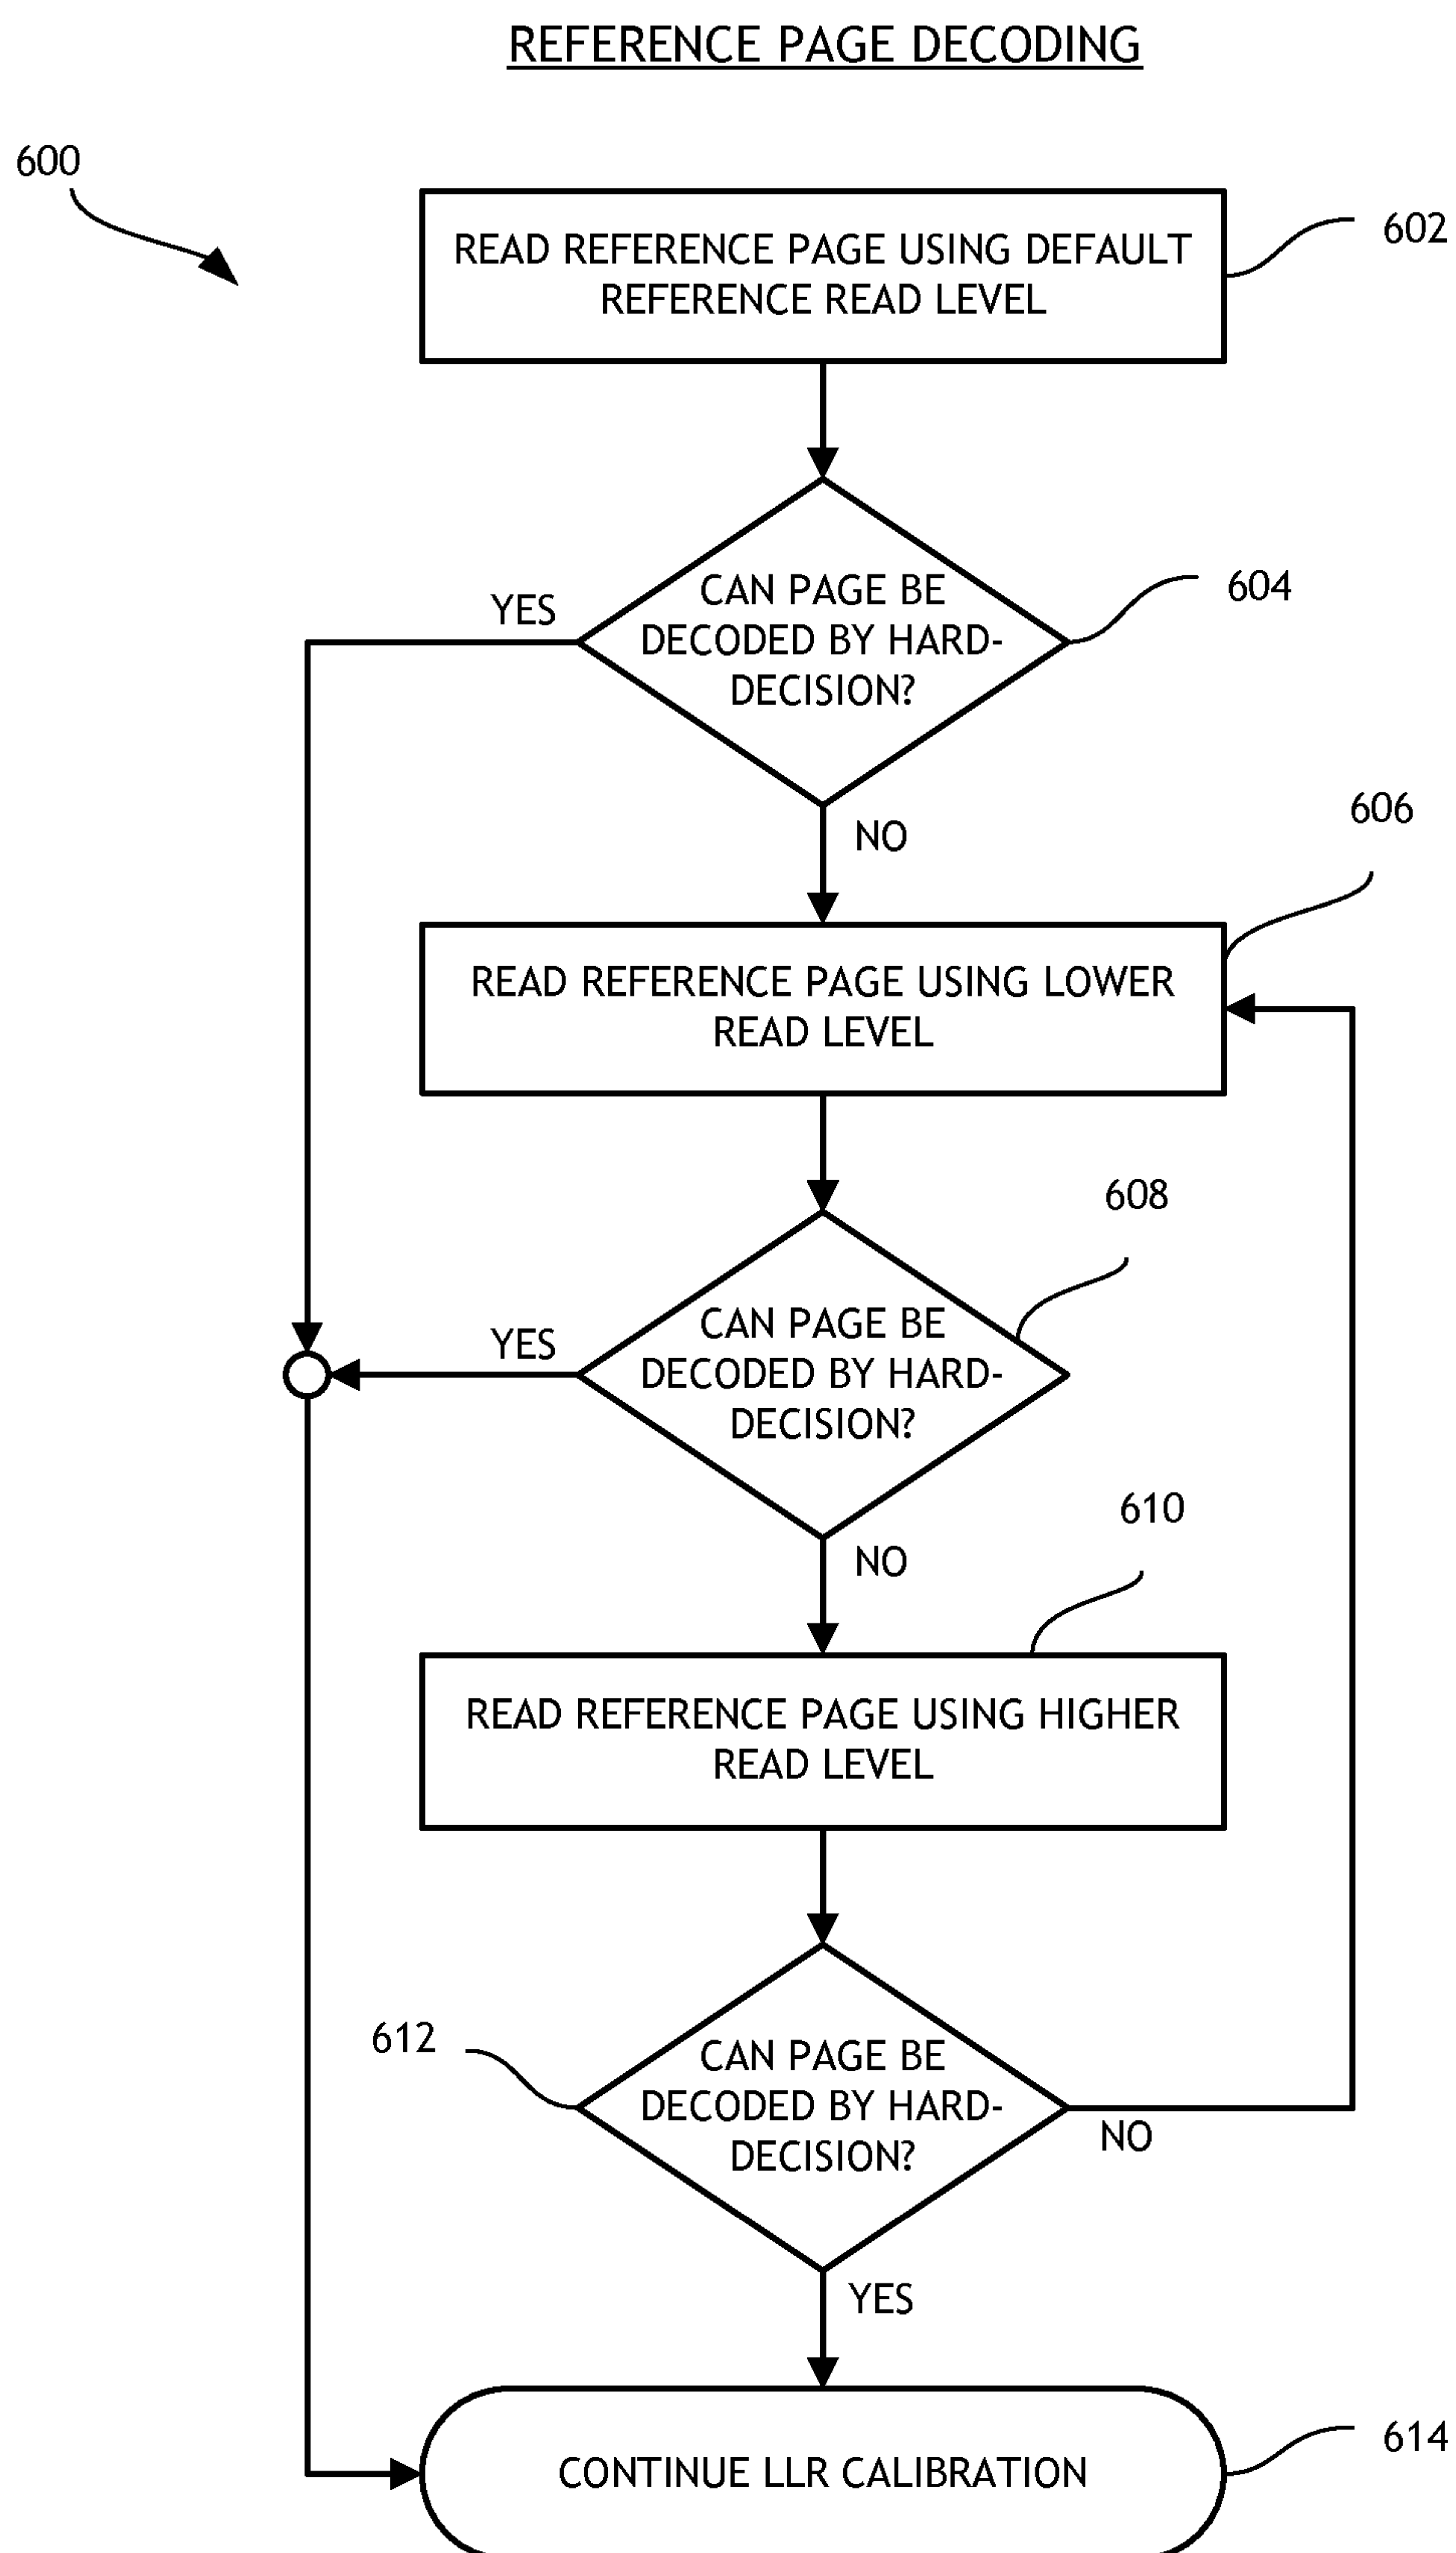 REFERENCE PAGE DECODING
600
READ REFERENCE PAGE USING DEFAULT
REFERENCE READ LEVEL
602
CAN PAGE BE
DECODED BY HARD-
DECISION?
604
YES
NO
606
READ REFERENCE PAGE USING LOWER
READ LEVEL
608
CAN PAGE BE
DECODED BY HARD-
DECISION?
YES
NO
610
READ REFERENCE PAGE USING HIGHER
READ LEVEL
612
CAN PAGE BE
DECODED BY HARD-
DECISION?
NO
YES
CONTINUE LLR CALIBRATION
614